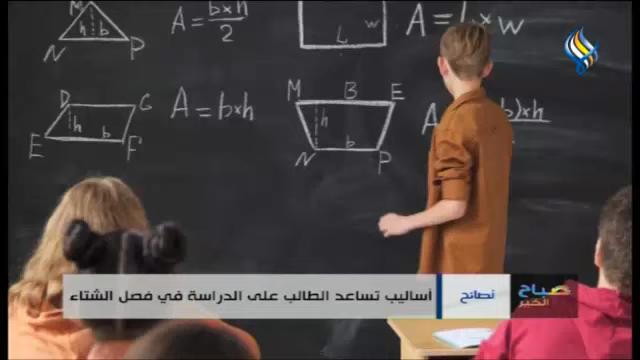 A = b×h / 2
M
h b
N P
w
L
A = L × w
D G
h b
E F
A = b×h
M B E
h b
N P
A
b)×h
صباح الخير
نصائح
أساليب تساعد الطالب على الدراسة في فصل الشتاء